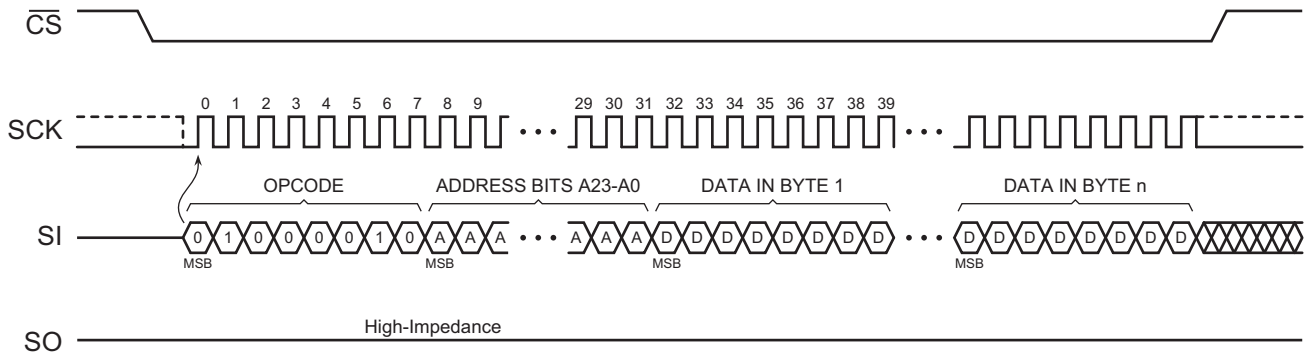 CS
0 1 2 3 4 5 6 7 8 9 29 30 31 32 33 34 35 36 37 38 39
SCK
OPCODE ADDRESS BITS A23-A0 DATA IN BYTE 1 DATA IN BYTE n
SI 0 1 0 0 0 0 1 0 A A A A A A D D D D D D D D D D D D D D D D
MSB MSB MSB MSB
High-Impedance
SO